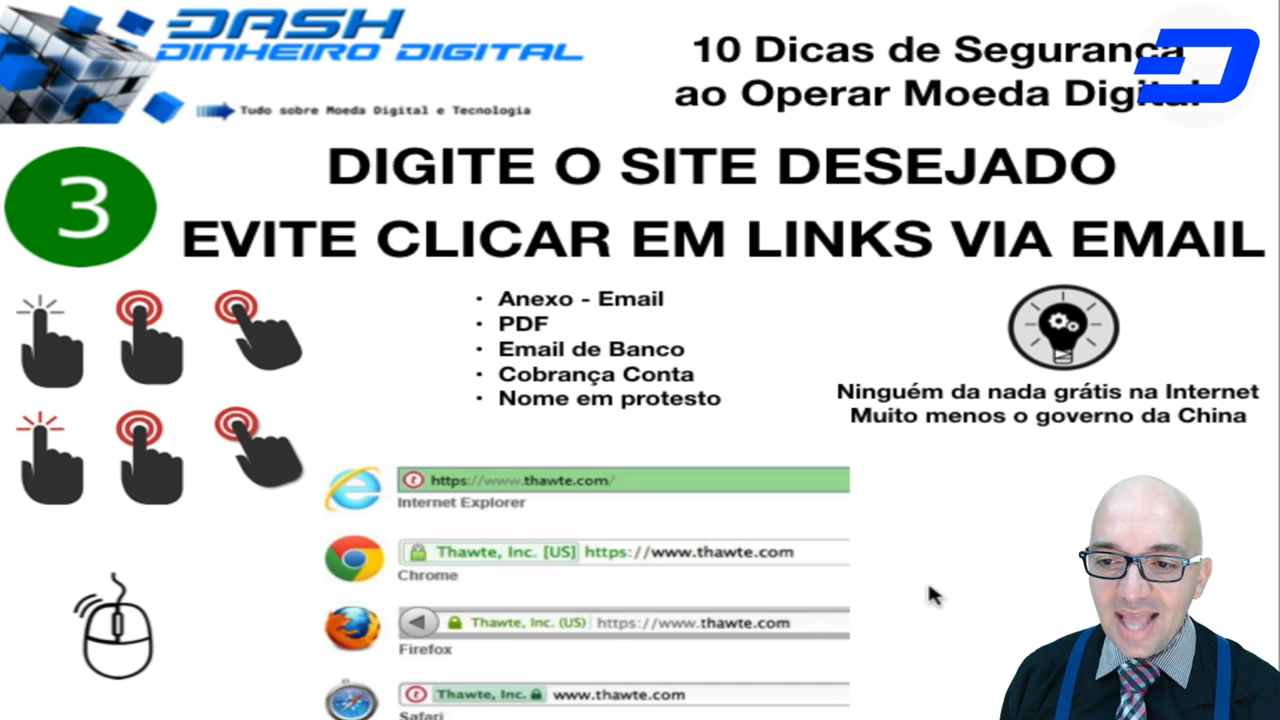 DASH
DINHEIRO DIGITAL
Tudo sobre Moeda Digital e Tecnologia
10 Dicas de Segurança
ao Operar Moeda Digital
3
DIGITE O SITE DESEJADO
EVITE CLICAR EM LINKS VIA EMAIL
• Anexo - Email
• PDF
• Email de Banco
• Cobrança Conta
• Nome em protesto
Ninguém da nada grátis na Internet
Muito menos o governo da China
https://www.thawte.com/
Internet Explorer
Thawte, Inc. [US] https://www.thawte.com
Chrome
Thawte, Inc. (US) https://www.thawte.com
Firefox
Thawte, Inc. www.thawte.com
Safari